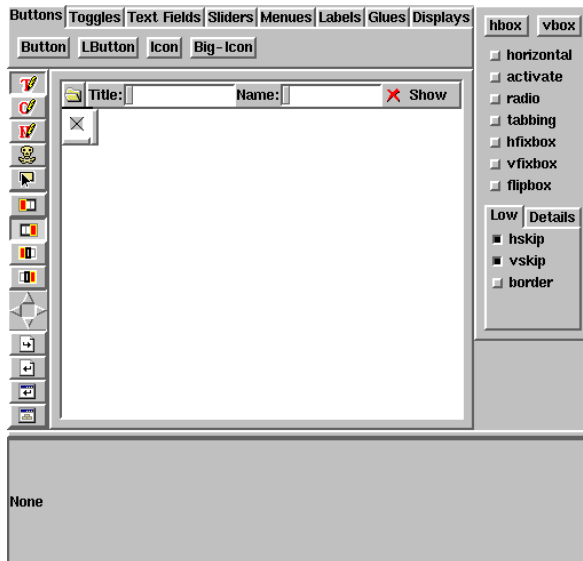 Buttons Toggles Text Fields Sliders Menues Labels Glues Displays
Button LButton Icon Big-Icon
Title: Name: Show
hbox vbox
horizontal
activate
radio
tabbing
hfixbox
vfixbox
flipbox
Low Details
hskip
vskip
border
None